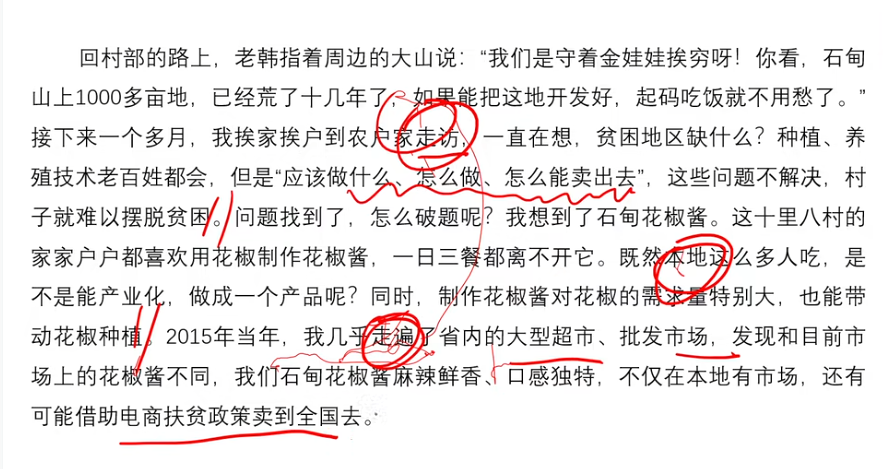 回村部的路上，老韩指着周边的大山说：“我们是守着金娃娃挨穷呀！你看，石甸
山上1000多亩地，已经荒了十几年了，如果能把这地开发好，起码吃饭就不用愁了。”
接下来一个多月，我挨家挨户到农户家走访，一直在想，贫困地区缺什么？种植、养
殖技术老百姓都会，但是“应该做什么、怎么做、怎么能卖出去”，这些问题不解决，村
子就难以摆脱贫困。问题找到了，怎么破题呢？我想到了石甸花椒酱。这十里八村的
家家户户都喜欢用花椒制作花椒酱，一日三餐都离不开它。既然本地这么多人吃，是
不是能产业化，做成一个产品呢？同时，制作花椒酱对花椒的需求量特别大，也能带
动花椒种植。2015年当年，我几乎走遍了省内的大型超市、批发市场，发现和目前市
场上的花椒酱不同，我们石甸花椒酱麻辣鲜香、口感独特，不仅在本地有市场，还有
可能借助电商扶贫政策卖到全国去。